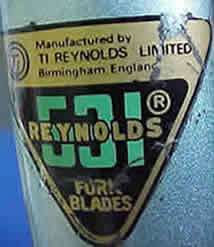 Manufactured by
TI REYNOLDS LIMITED
Birmingham, England
531 ®
REYNOLDS
FORK
BLADES